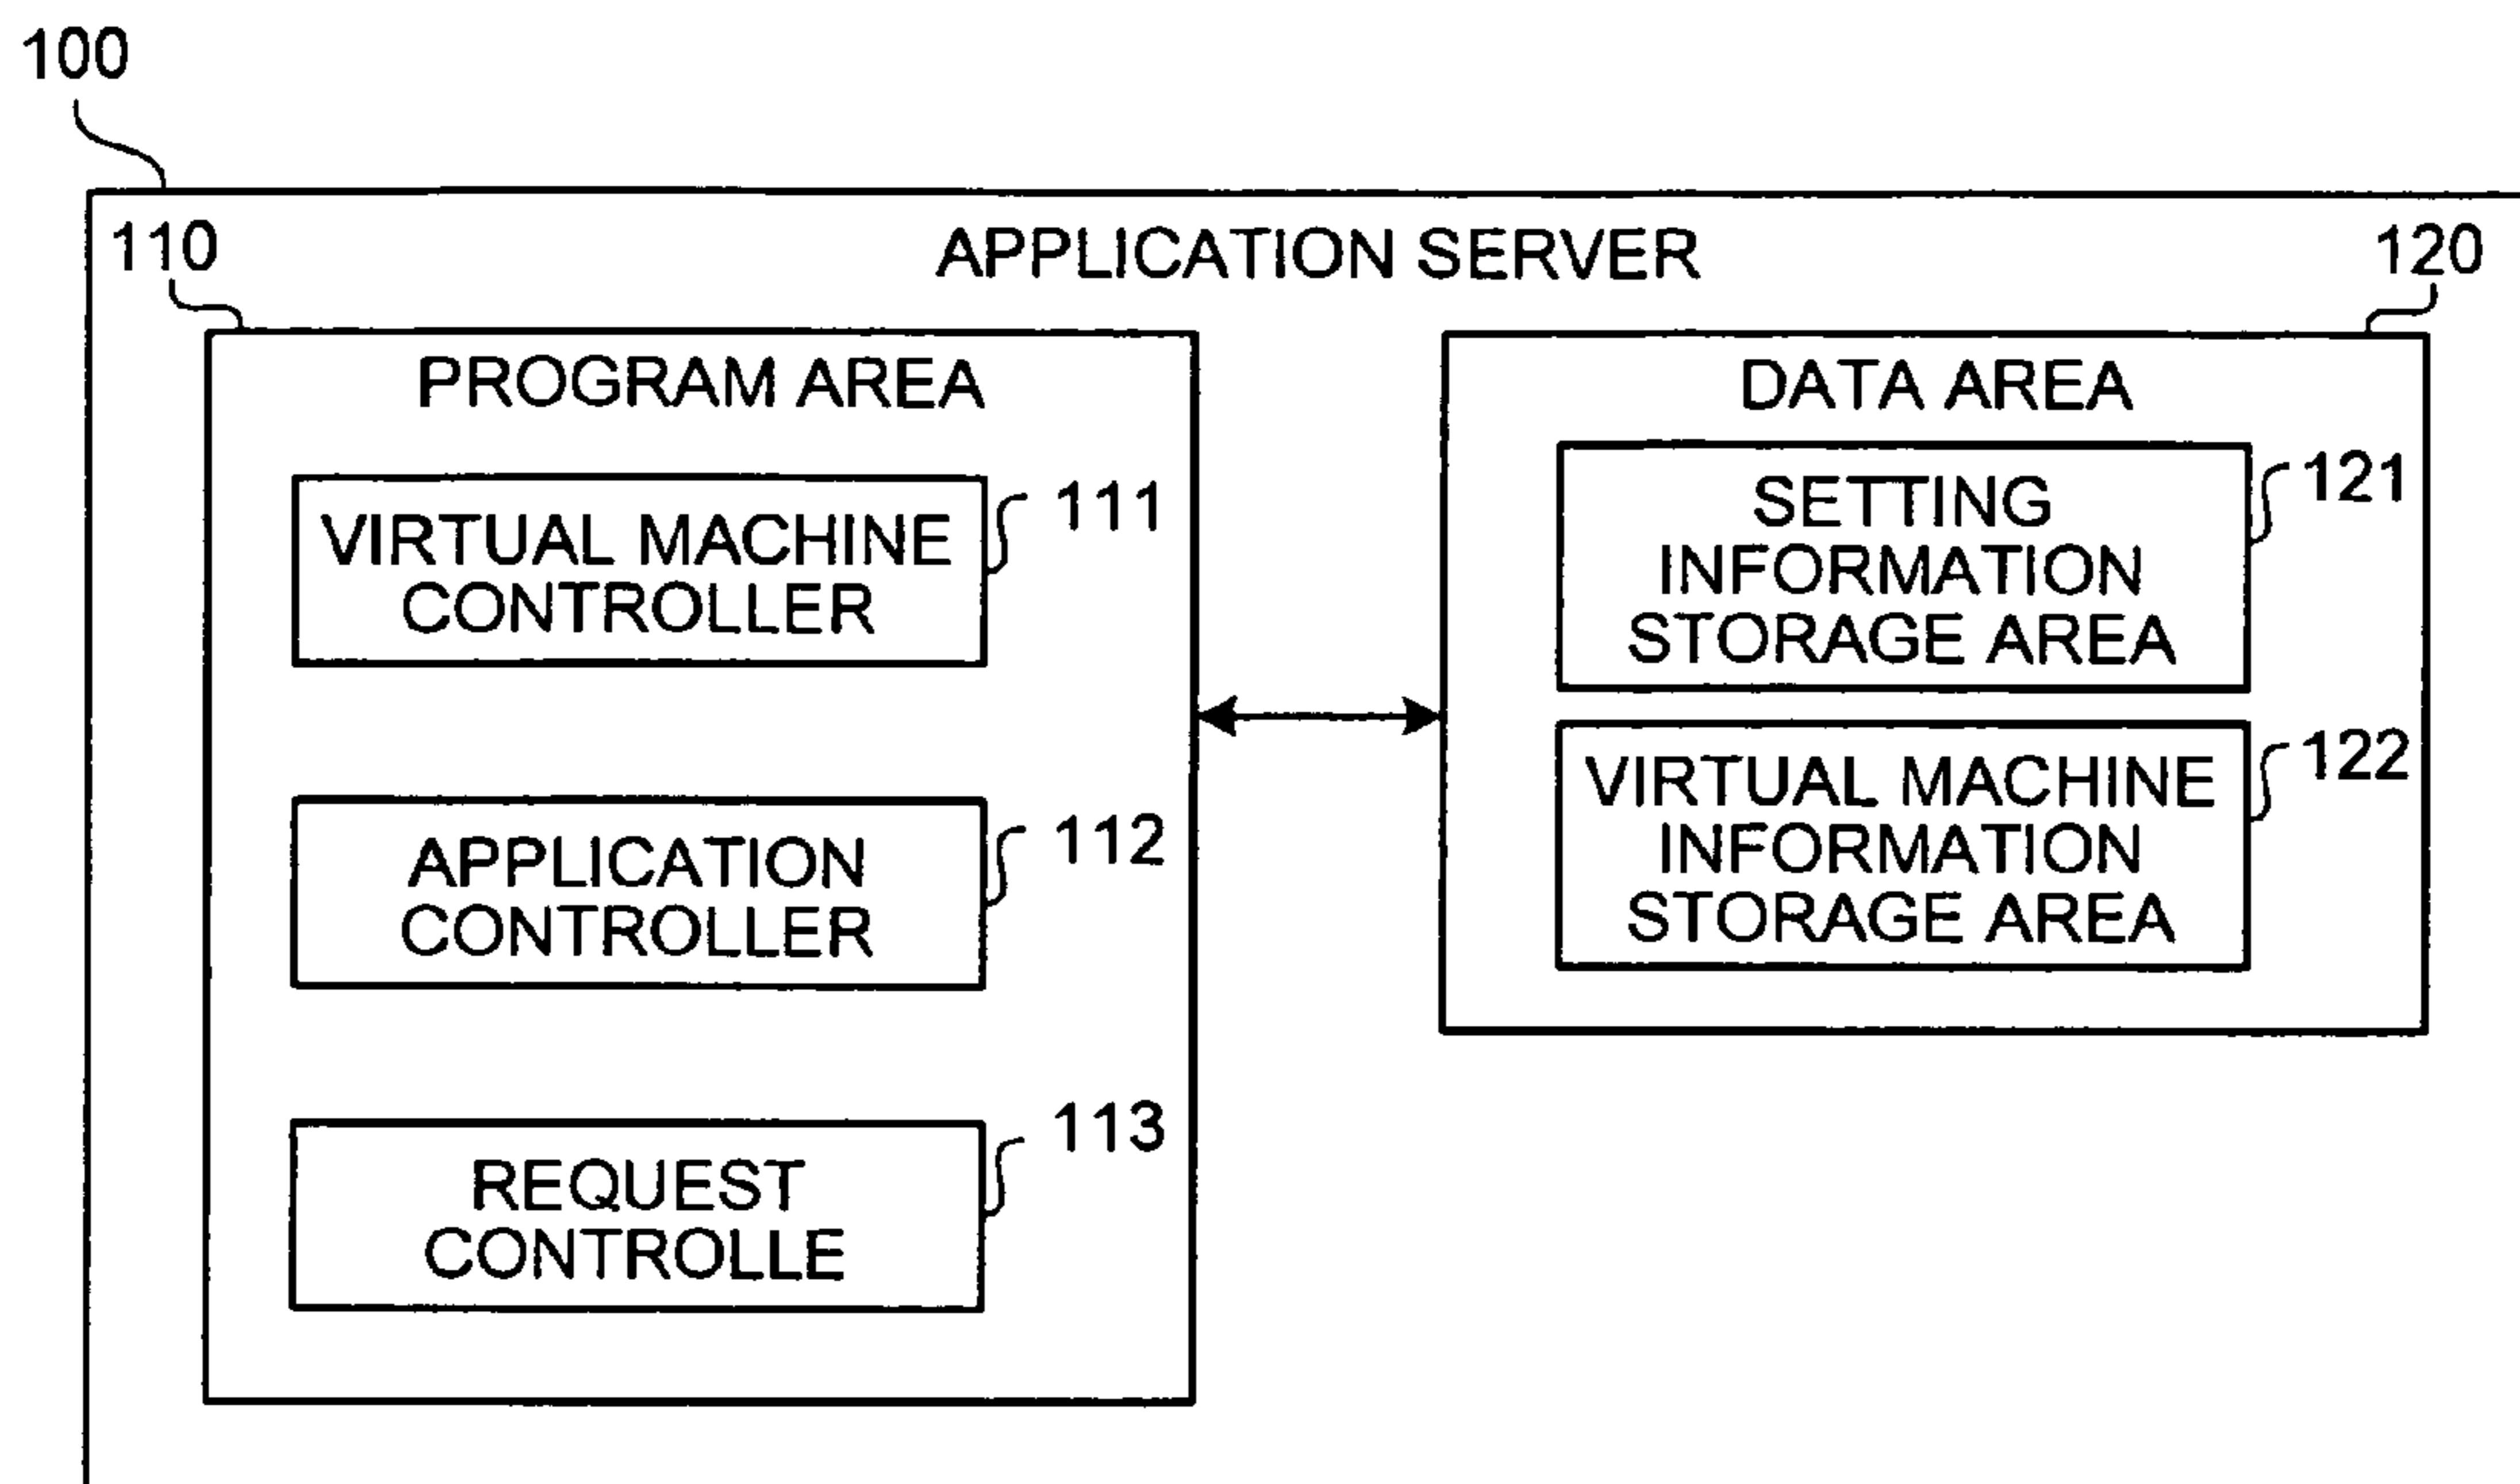 100
APPLICATION SERVER
110
120
PROGRAM AREA
VIRTUAL MACHINE
CONTROLLER
111
APPLICATION
CONTROLLER
112
REQUEST
CONTROLLE
113
DATA AREA
SETTING
INFORMATION
STORAGE AREA
121
VIRTUAL MACHINE
INFORMATION
STORAGE AREA
122